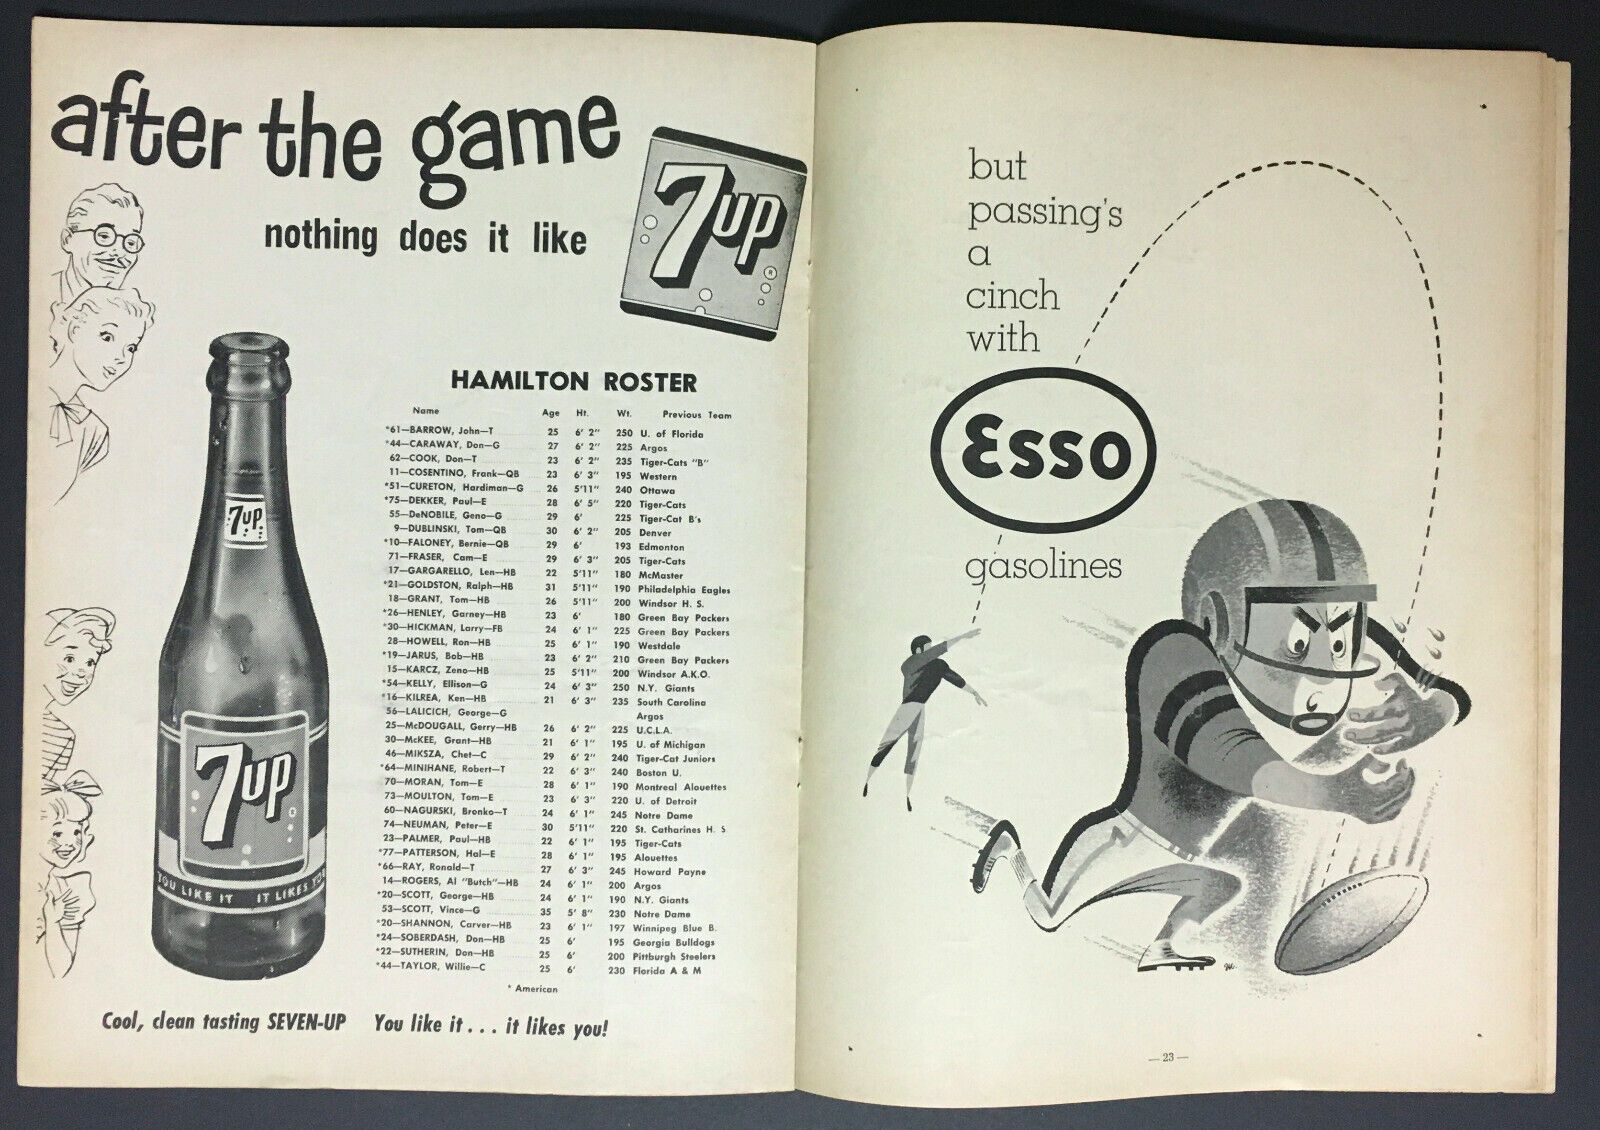 after the game
nothing does it like
7up
®
HAMILTON ROSTER
Name Age Ht. Wt. Previous Team
*61—BARROW, John—T 25 6' 2" 250 U. of Florida
*44—CARAWAY, Don—G 27 6' 2" 225 Argos
62—COOK, Don—T 23 6' 2" 235 Tiger-Cats "B"
11—COSENTINO, Frank—QB 23 6' 3" 195 Western
*51—CURETON, Hardiman—G 26 5'11" 240 Ottawa
*75—DEKKER, Paul—E 28 6' 5" 220 Tiger-Cats
55—DeNOBILE, Geno—G 29 6' 225 Tiger-Cat B's
9—DUBLINSKI, Tom—QB 30 6' 2" 205 Denver
*10—FALONEY, Bernie—QB 29 6' 193 Edmonton
71—FRASER, Cam—E 29 6' 3" 205 Tiger-Cats
17—GARGARELLO, Len—HB 22 5'11" 180 McMaster
*21—GOLDSTON, Ralph—HB 31 5'11" 190 Philadelphia Eagles
18—GRANT, Tom—HB 26 5'11" 200 Windsor H. S.
*26—HENLEY, Garney—HB 23 6' 180 Green Bay Packers
*30—HICKMAN, Larry—FB 24 6' 1" 225 Green Bay Packers
28—HOWELL, Ron—HB 25 6' 1" 190 Westdale
*19—JARUS, Bob—HB 23 6' 2" 210 Green Bay Packers
15—KARCZ, Zeno—HB 25 5'11" 200 Windsor A.K.O.
*54—KELLY, Ellison—G 24 6' 3" 250 N.Y. Giants
*16—KILREA, Ken—HB 21 6' 3" 235 South Carolina
56—LALICICH, George—G Argos
25—McDOUGALL, Gerry—HB 26 6' 2" 225 U.C.L.A.
30—McKEE, Grant—HB 21 6' 1" 195 U. of Michigan
46—MIKSZA, Chet—C 29 6' 2" 240 Tiger-Cat Juniors
*64—MINIHANE, Robert—T 22 6' 3" 240 Boston U.
70—MORAN, Tom—E 28 6' 1" 190 Montreal Alouettes
73—MOULTON, Tom—E 23 6' 3" 220 U. of Detroit
60—NAGURSKI, Bronko—T 24 6' 1" 245 Notre Dame
74—NEUMAN, Peter—E 30 5'11" 220 St. Catharines H. S
23—PALMER, Paul—HB 22 6' 1" 195 Tiger-Cats
*77—PATTERSON, Hal—E 28 6' 1" 195 Alouettes
*66—RAY, Ronald—T 27 6' 3" 245 Howard Payne
14—ROGERS, Al "Butch"—HB 24 6' 1" 200 Argos
*20—SCOTT, George—HB 24 6' 1" 190 N.Y. Giants
53—SCOTT, Vince—G 35 5' 8" 230 Notre Dame
*20—SHANNON, Carver—HB 23 6' 1" 197 Winnipeg Blue B.
*24—SOBERDASH, Don—HB 25 6' 195 Georgia Bulldogs
*22—SUTHERIN, Don—HB 25 6' 200 Pittburgh Steelers
*44—TAYLOR, Willie—C 25 6' 230 Florida A & M
* American
7up
7up
YOU LIKE IT IT LIKES YOU
Cool, clean tasting SEVEN-UP You like it . . . it likes you!
but
passing's
a
cinch
with
Esso
gasolines
—23—